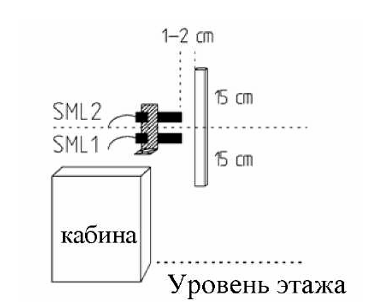 1-2 cm
SML2
15 cm
SML1
15 cm
кабина
Уровень этажа